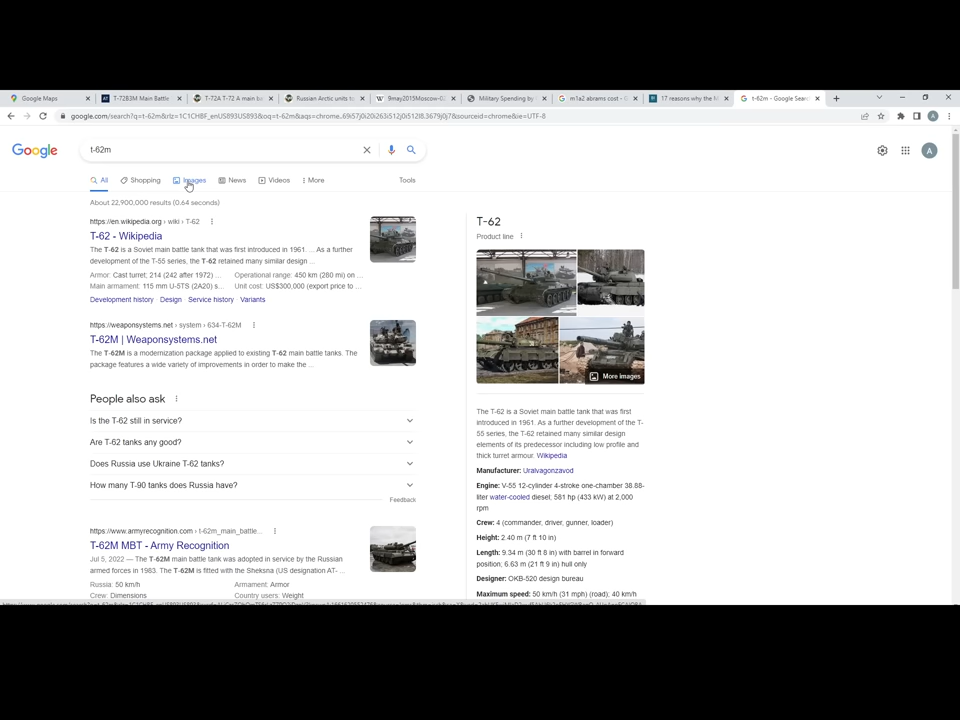 Google Maps
T-72B3M Main Battle
T-72A T-72 A main ba
Russian Arctic units to
9may2015Moscow-0
Military Spending by
m1a2 abrams cost - G
17 reasons why the M
t-62m - Google Search
google.com/search?q=t-62m&rlz=1C1CHBF_enUS893US893&oq=t-62m&aqs=chrome..69i57j0i20i263i512j0i512l8.3679j0j7&sourceid=chrome&ie=UTF-8
A
Google
t-62m
A
All
Shopping
Images
News
Videos
More
Tools
About 22,900,000 results (0.64 seconds)
https://en.wikipedia.org › wiki › T-62
T-62 - Wikipedia
The T-62 is a Soviet main battle tank that was first introduced in 1961. ... As a further
development of the T-55 series, the T-62 retained many similar design ...
Armor: Cast turret; 214 (242 after 1972) ...
Operational range: 450 km (280 mi) on ...
Main armament: 115 mm U-5TS (2A20) s...
Unit cost: US$300,000 (export price to ...
Development history
Design
Service history
Variants
https://weaponsystems.net › system › 634-T-62M
T-62M | Weaponsystems.net
The T-62M is a modernization package applied to existing T-62 main battle tanks. The
package features a wide variety of improvements in order to make the ...
People also ask
Is the T-62 still in service?
Are T-62 tanks any good?
Does Russia use Ukraine T-62 tanks?
How many T-90 tanks does Russia have?
Feedback
https://www.armyrecognition.com › t-62m_main_battle...
T-62M MBT - Army Recognition
Jul 5, 2022 — The T-62M main battle tank was adopted in service by the Russian
armed forces in 1983. The T-62M is fitted with the Sheksna (US designation AT- ...
Russia: 50 km/h
Armament: Armor
Crew: Dimensions
Country users: Weight
T-62
Product line
More images
The T-62 is a Soviet main battle tank that was first
introduced in 1961. As a further development of the T-
55 series, the T-62 retained many similar design
elements of its predecessor including low profile and
thick turret armour. Wikipedia
Manufacturer: Uralvagonzavod
Engine: V-55 12-cylinder 4-stroke one-chamber 38.88-
liter water-cooled diesel, 581 hp (433 kW) at 2,000
rpm
Crew: 4 (commander, driver, gunner, loader)
Height: 2.40 m (7 ft 10 in)
Length: 9.34 m (30 ft 8 in) with barrel in forward
position; 6.63 m (21 ft 9 in) hull only
Designer: OKB-520 design bureau
Maximum speed: 50 km/h (31 mph) (road); 40 km/h